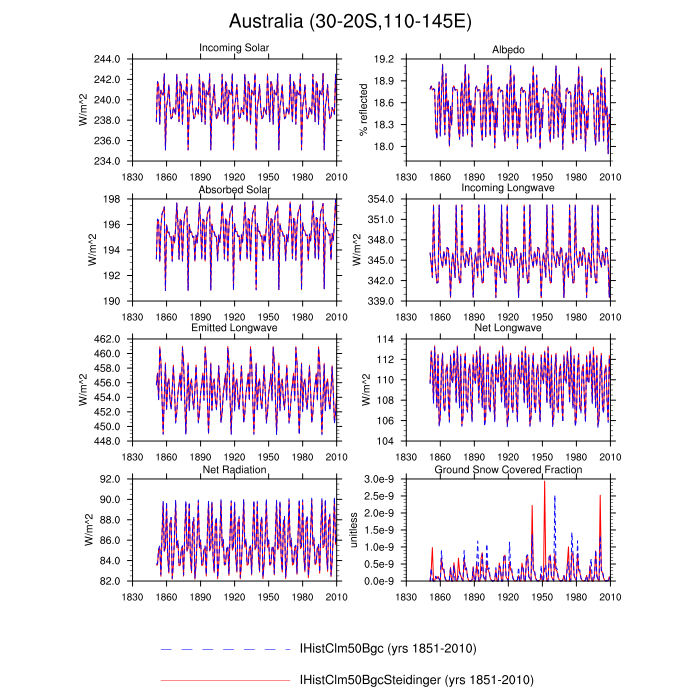 Australia (30-20S,110-145E)
Incoming Solar
Albedo
244.0
242.0
240.0
238.0
236.0
234.0
W/m^2
1830 1860 1890 1920 1950 1980 2010
19.2
18.9
18.6
18.3
18.0
% reflected
1830 1860 1890 1920 1950 1980 2010
Absorbed Solar
Incoming Longwave
198
196
194
192
190
W/m^2
1830 1860 1890 1920 1950 1980 2010
354.0
351.0
348.0
345.0
342.0
339.0
W/m^2
1830 1860 1890 1920 1950 1980 2010
Emitted Longwave
Net Longwave
462.0
460.0
458.0
456.0
454.0
452.0
450.0
448.0
W/m^2
1830 1860 1890 1920 1950 1980 2010
114
112
110
108
106
104
W/m^2
1830 1860 1890 1920 1950 1980 2010
Net Radiation
Ground Snow Covered Fraction
92.0
90.0
88.0
86.0
84.0
82.0
W/m^2
1830 1860 1890 1920 1950 1980 2010
3.0e-9
2.5e-9
2.0e-9
1.5e-9
1.0e-9
5.0e-10
0.0e-9
unitless
1830 1860 1890 1920 1950 1980 2010
IHistClm50Bgc (yrs 1851-2010)
IHistClm50BgcSteidinger (yrs 1851-2010)